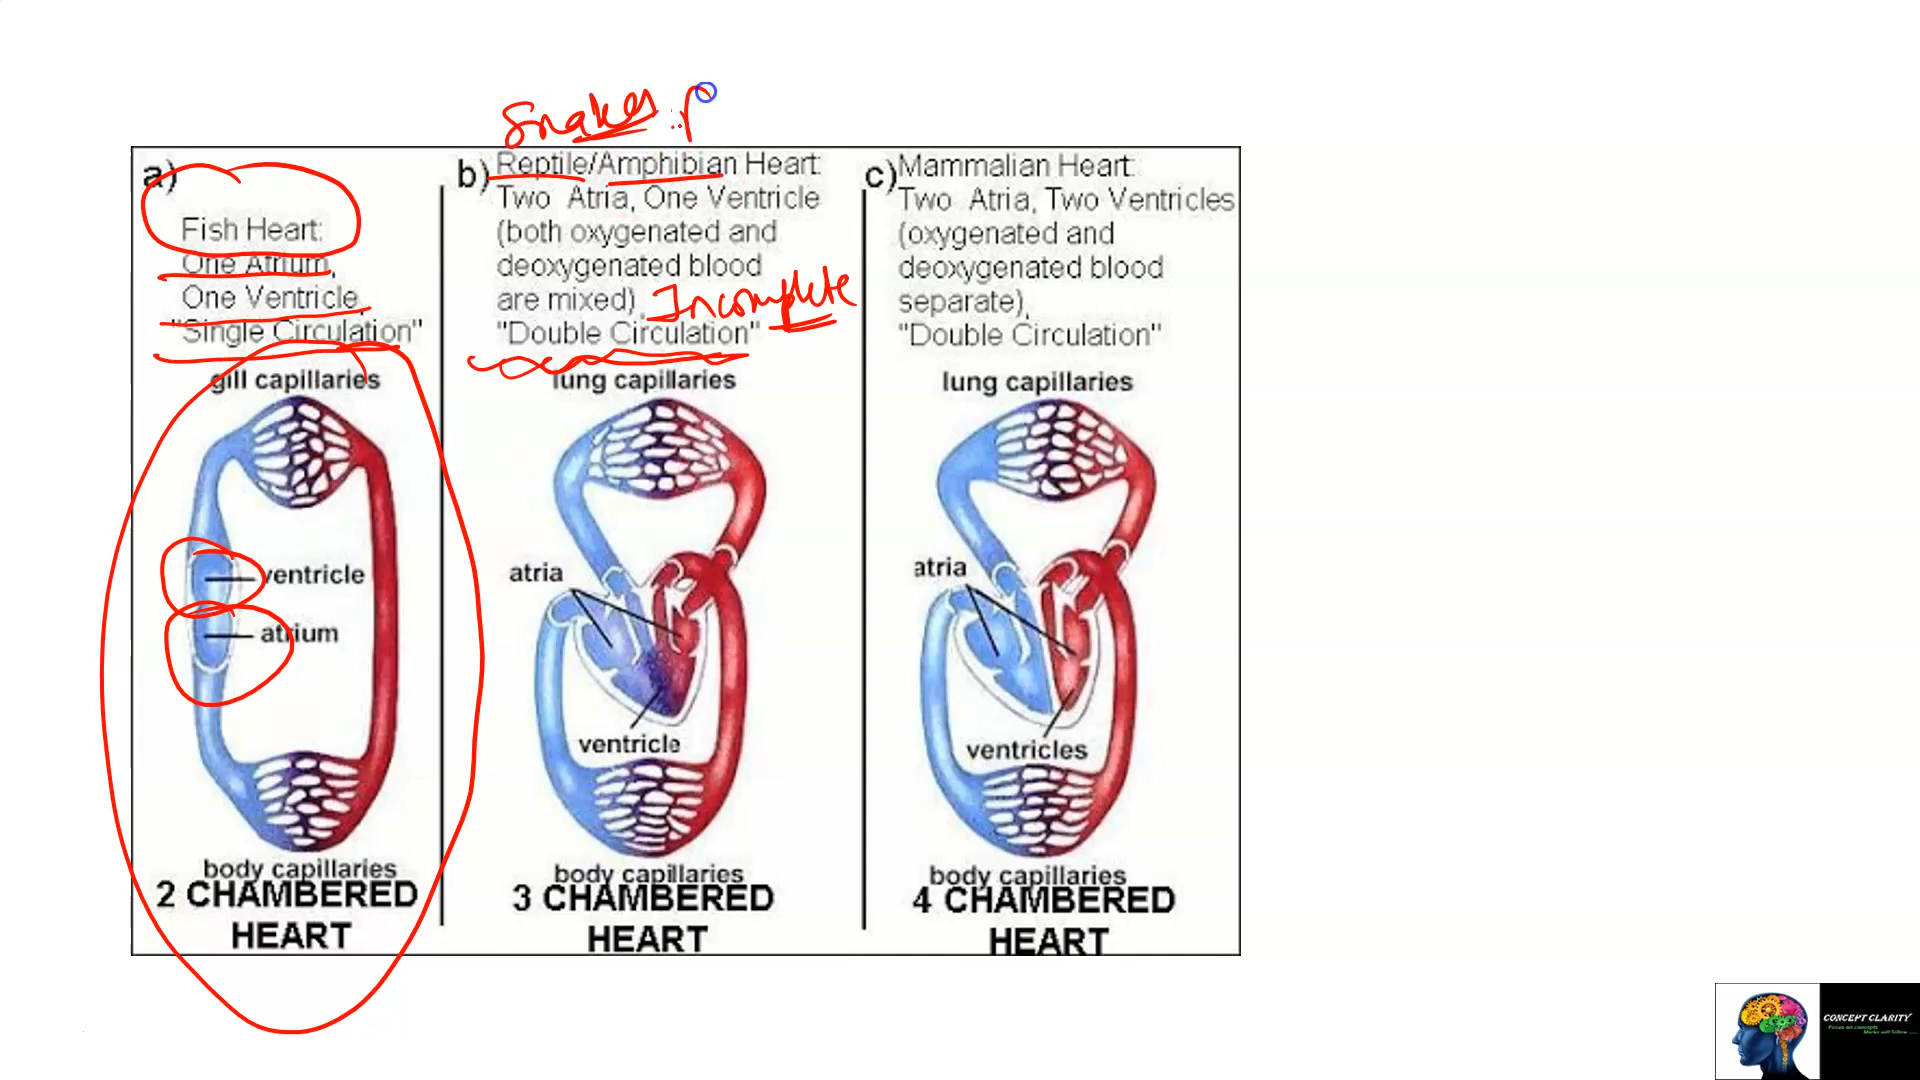 Snakes
a)
Fish Heart:
One Atrium,
One Ventricle,
"Single Circulation"
gill capillaries
ventricle
atrium
body capillaries
2 CHAMBERED
HEART
b) Reptile/Amphibian Heart:
Two Atria, One Ventricle
(both oxygenated and
deoxygenated blood
are mixed), Incomplete
"Double Circulation"
lung capillaries
atria
ventricle
body capillaries
3 CHAMBERED
HEART
c) Mammalian Heart:
Two Atria, Two Ventricles
(oxygenated and
deoxygenated blood
separate),
"Double Circulation"
lung capillaries
atria
ventricles
body capillaries
4 CHAMBERED
HEART
CONCEPT CLARITY
Focus on concepts